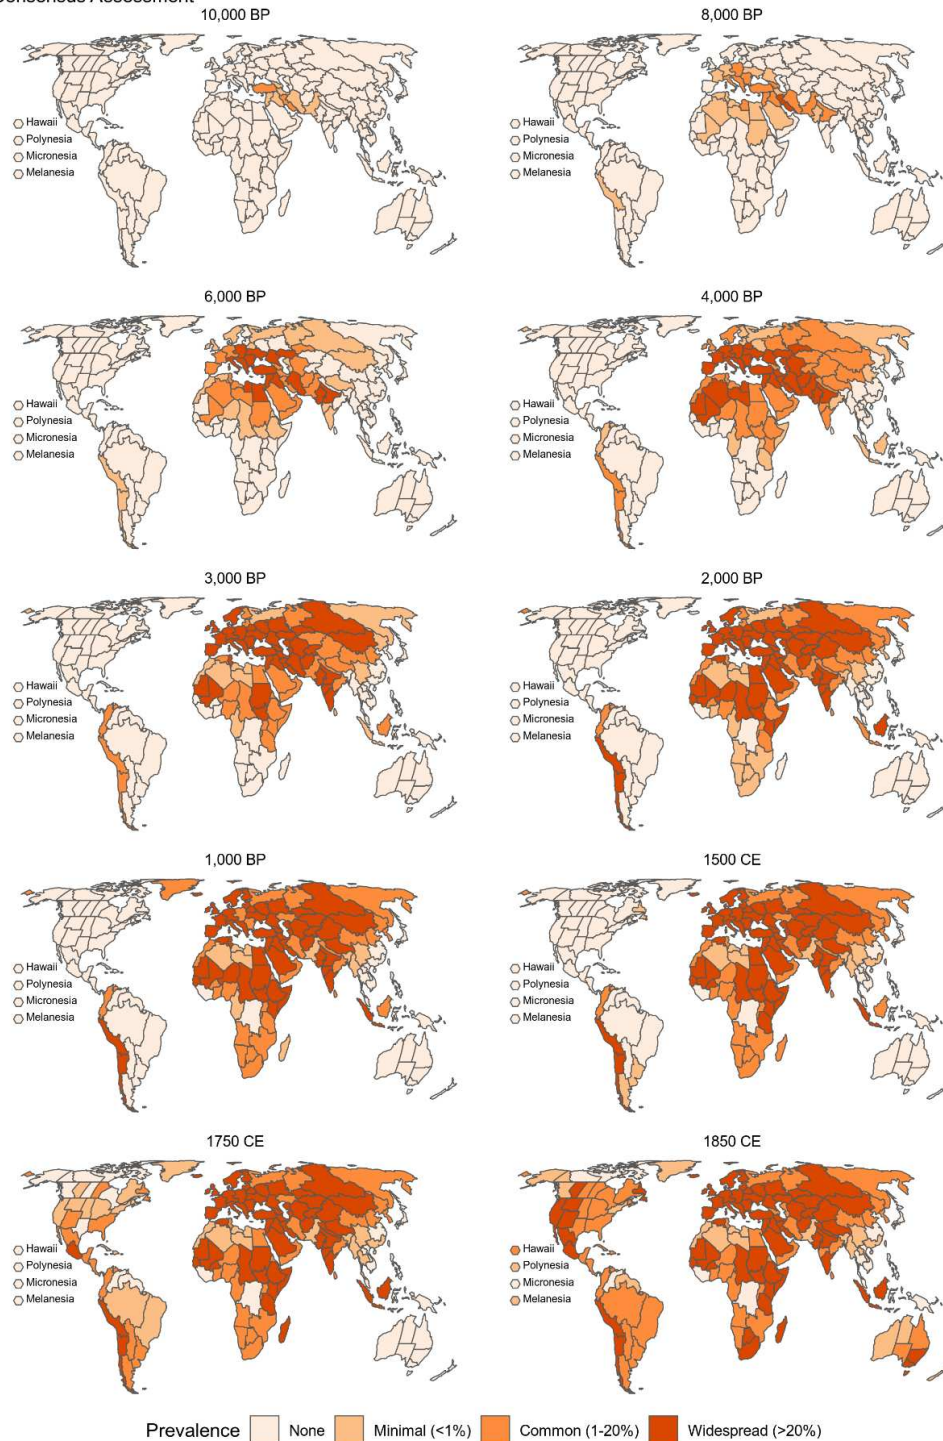 Consensus Assessment
10,000 BP
8,000 BP
Hawaii
Polynesia
Micronesia
Melanesia
Hawaii
Polynesia
Micronesia
Melanesia
6,000 BP
4,000 BP
Hawaii
Polynesia
Micronesia
Melanesia
Hawaii
Polynesia
Micronesia
Melanesia
3,000 BP
2,000 BP
Hawaii
Polynesia
Micronesia
Melanesia
Hawaii
Polynesia
Micronesia
Melanesia
1,000 BP
1500 CE
Hawaii
Polynesia
Micronesia
Melanesia
Hawaii
Polynesia
Micronesia
Melanesia
1750 CE
1850 CE
Hawaii
Polynesia
Micronesia
Melanesia
Hawaii
Polynesia
Micronesia
Melanesia
Prevalence None Minimal (<1%) Common (1-20%) Widespread (>20%)